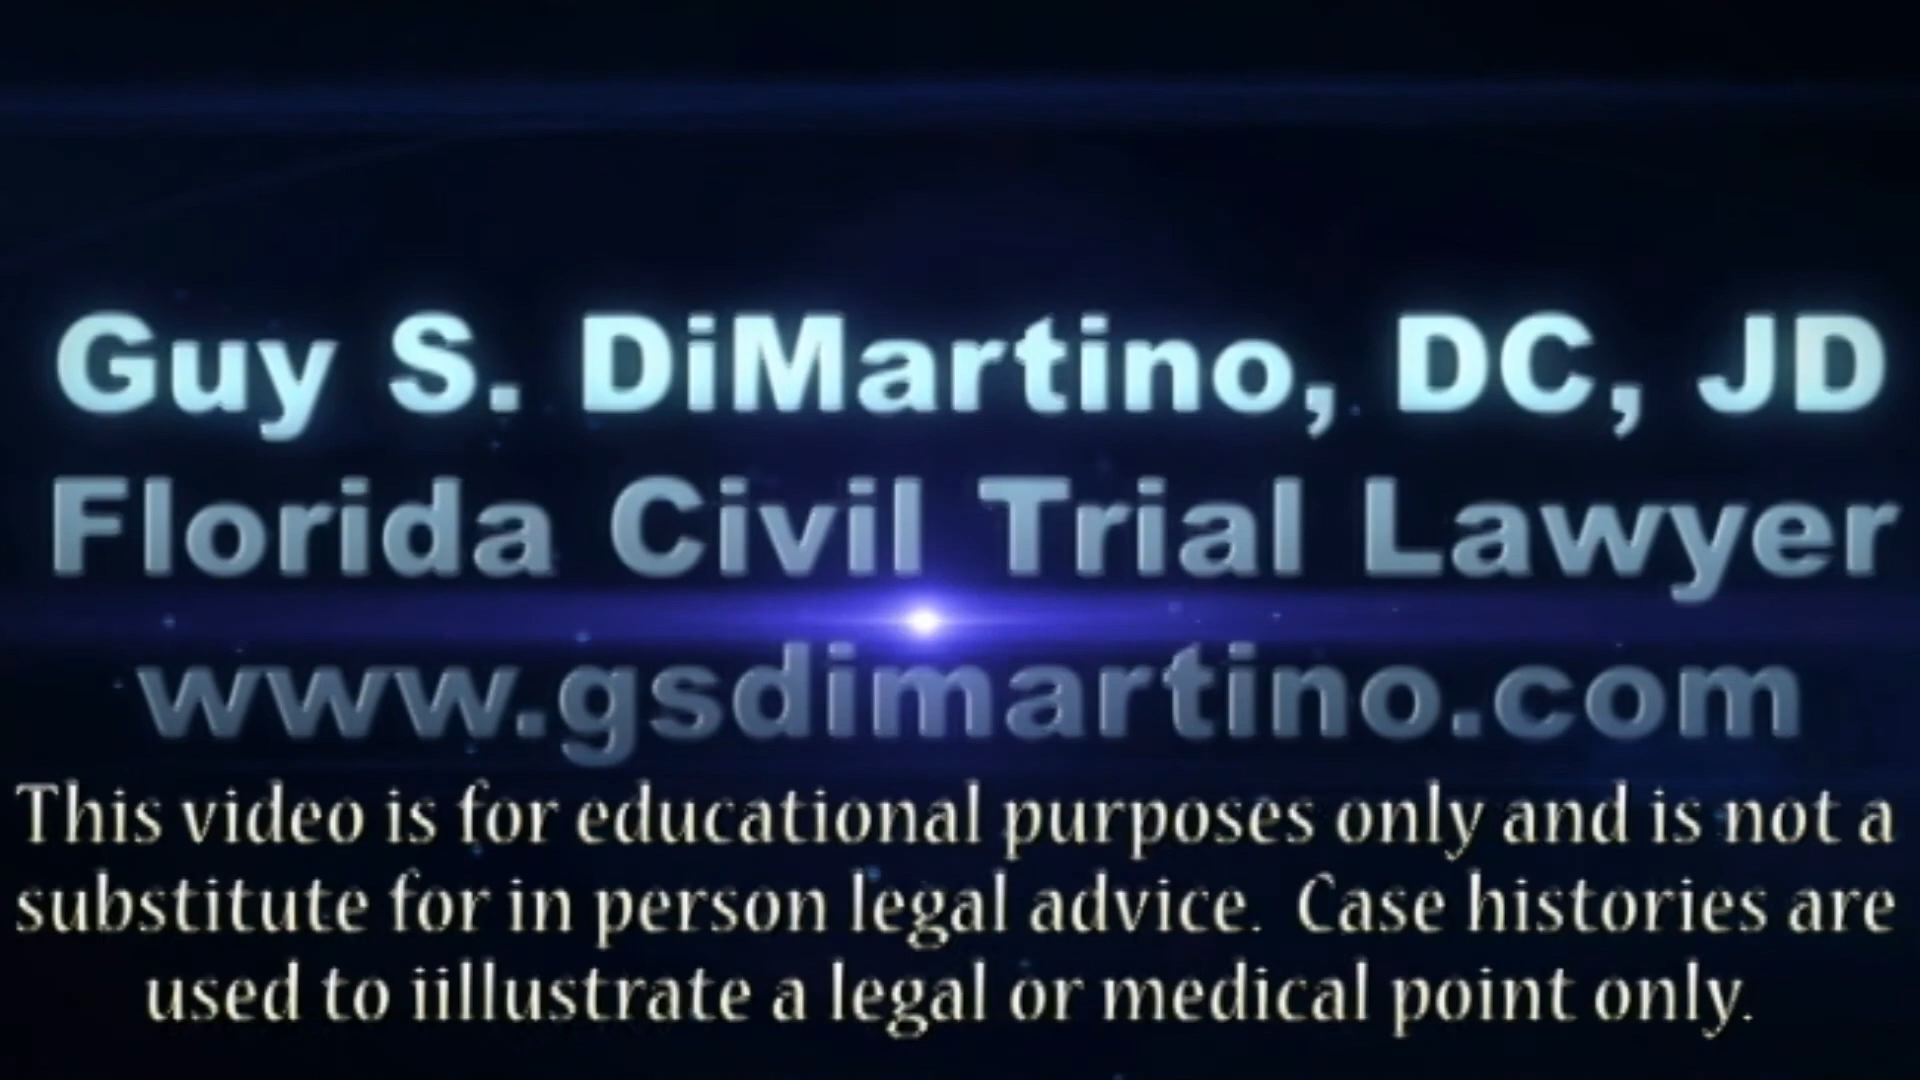 Guy S. DiMartino, DC, JD
Florida Civil Trial Lawyer
www.gsdimartino.com
This video is for educational purposes only and is not a
substitute for in person legal advice.  Case histories are
used to iillustrate a legal or medical point only.